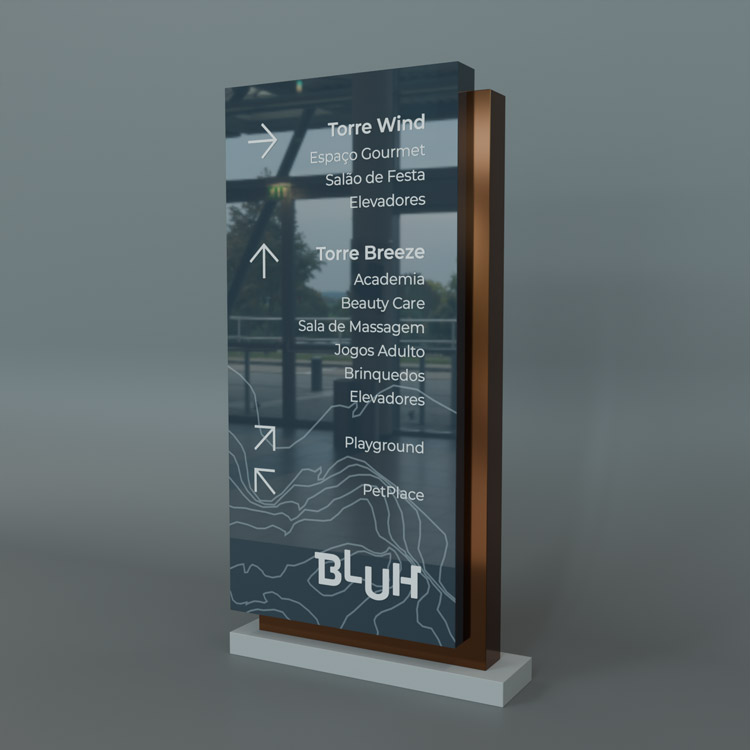 Torre Wind
Espaço Gourmet
Salão de Festa
Elevadores
Torre Breeze
Academia
Beauty Care
Sala de Massagem
Jogos Adulto
Brinquedos
Elevadores
Playground
PetPlace
BLUH